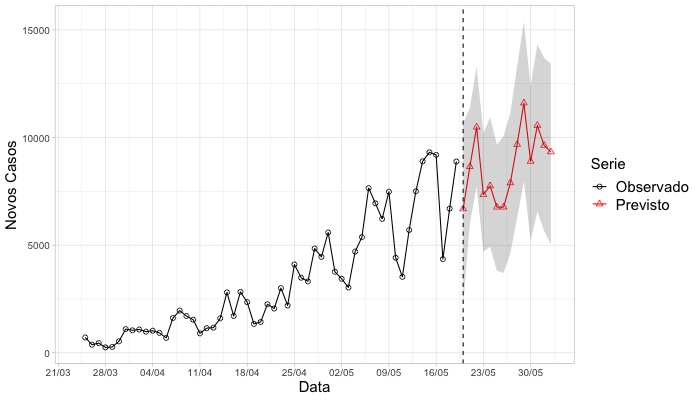 15000
10000
5000
0
Novos Casos
21/03 28/03 04/04 11/04 18/04 25/04 02/05 09/05 16/05 23/05 30/05
Data
Serie
Observado
Previsto